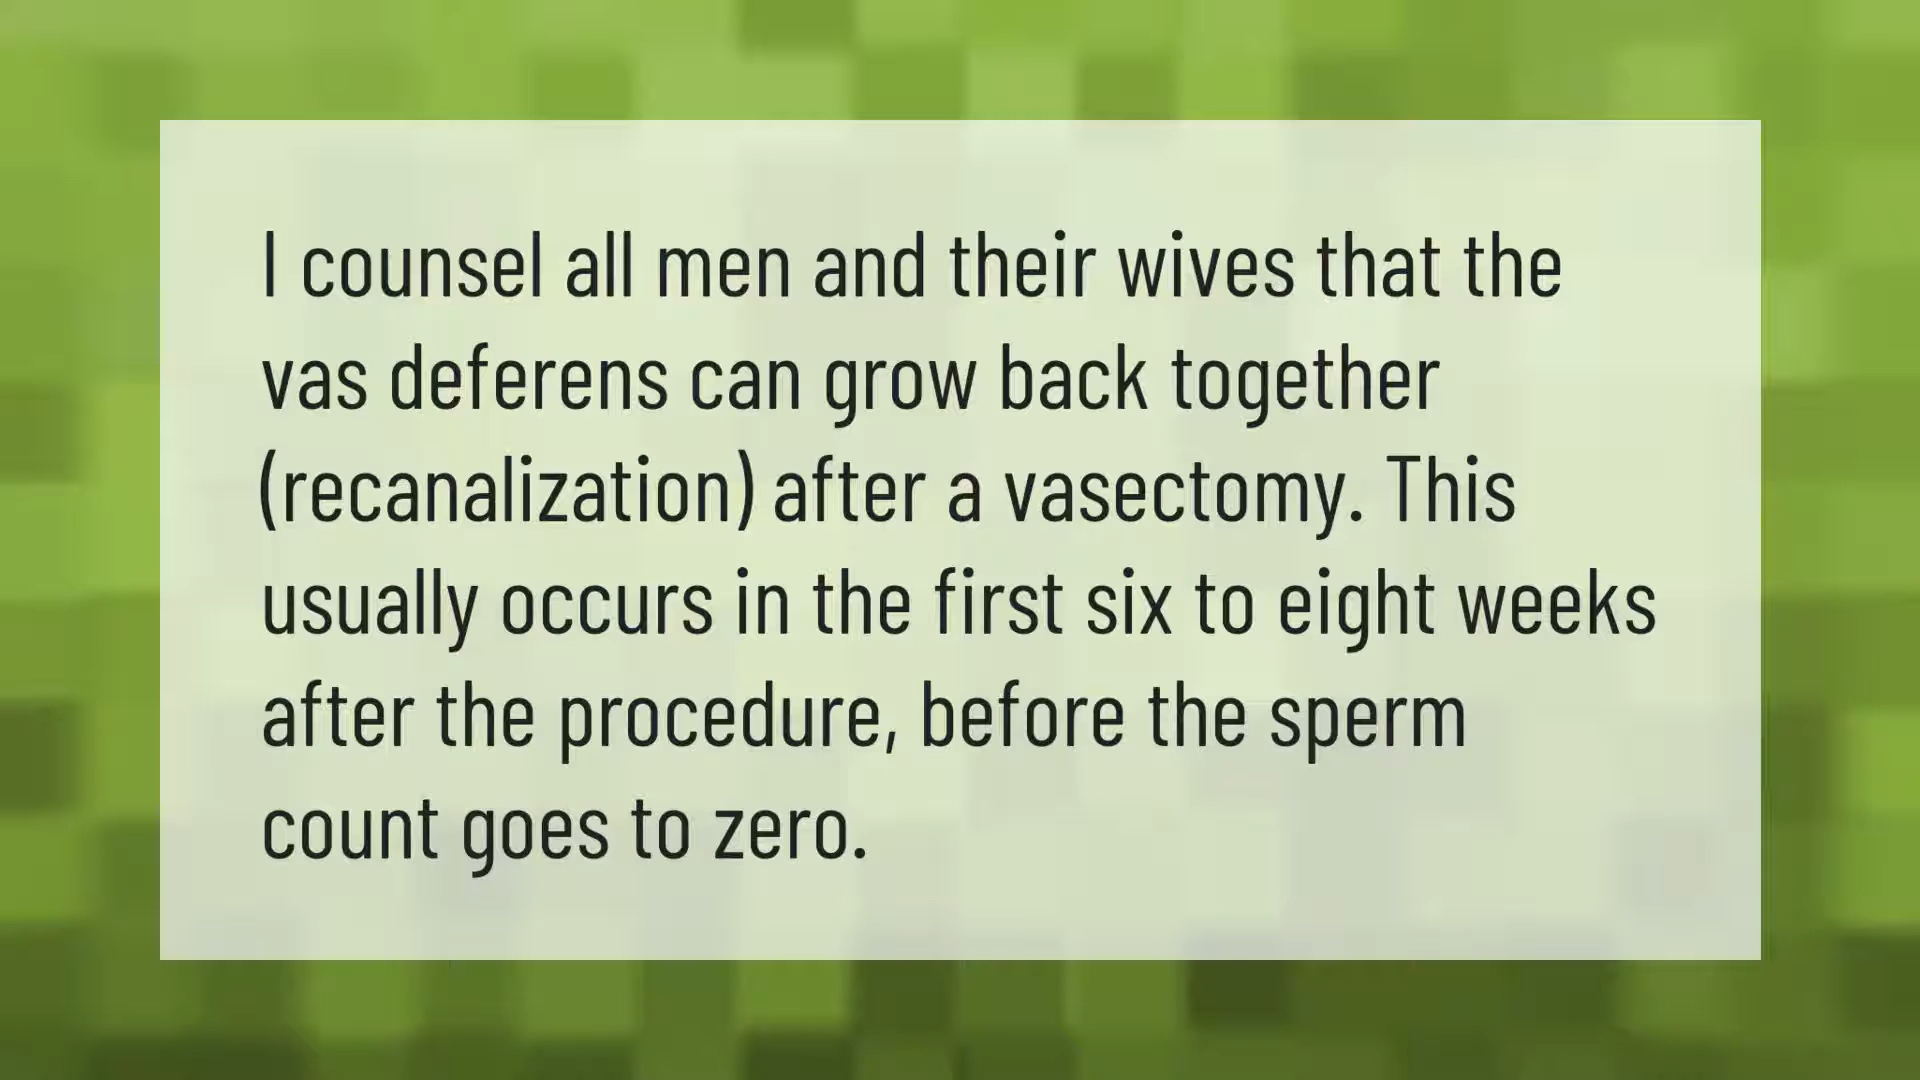 I counsel all men and their wives that the
vas deferens can grow back together
(recanalization) after a vasectomy. This
usually occurs in the first six to eight weeks
after the procedure, before the sperm
count goes to zero.